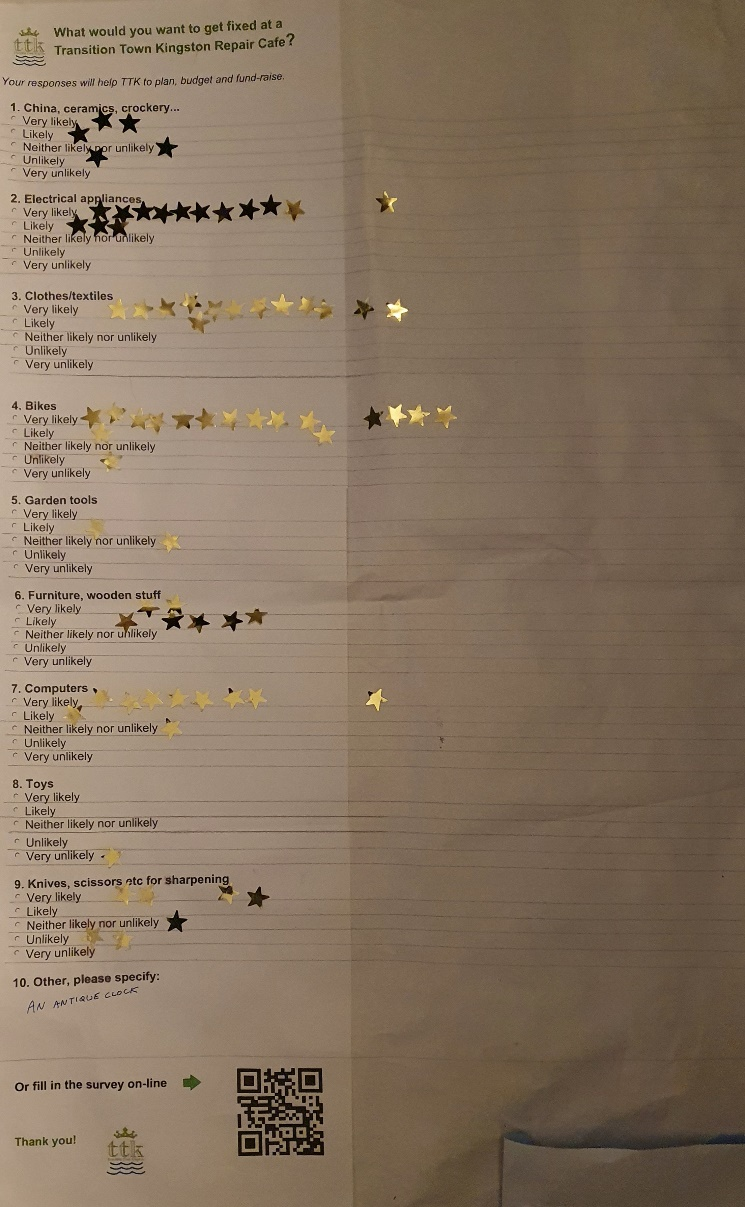 ttk
What would you want to get fixed at a
Transition Town Kingston Repair Cafe?
Your responses will help TTK to plan, budget and fund-raise.
1. China, ceramics, crockery...
Very likely
Likely
Neither likely nor unlikely
Unlikely
Very unlikely
2. Electrical appliances
Very likely
Likely
Neither likely nor unlikely
Unlikely
Very unlikely
3. Clothes/textiles
Very likely
Likely
Neither likely nor unlikely
Unlikely
Very unlikely
4. Bikes
Very likely
Likely
Neither likely nor unlikely
Unlikely
Very unlikely
5. Garden tools
Very likely
Likely
Neither likely nor unlikely
Unlikely
Very unlikely
6. Furniture, wooden stuff
Very likely
Likely
Neither likely nor unlikely
Unlikely
Very unlikely
7. Computers
Very likely
Likely
Neither likely nor unlikely
Unlikely
Very unlikely
8. Toys
Very likely
Likely
Neither likely nor unlikely
Unlikely
Very unlikely
9. Knives, scissors etc for sharpening
Very likely
Likely
Neither likely nor unlikely
Unlikely
Very unlikely
10. Other, please specify:
AN ANTIQUE CLOCK
Or fill in the survey on-line
Thank you!
ttk